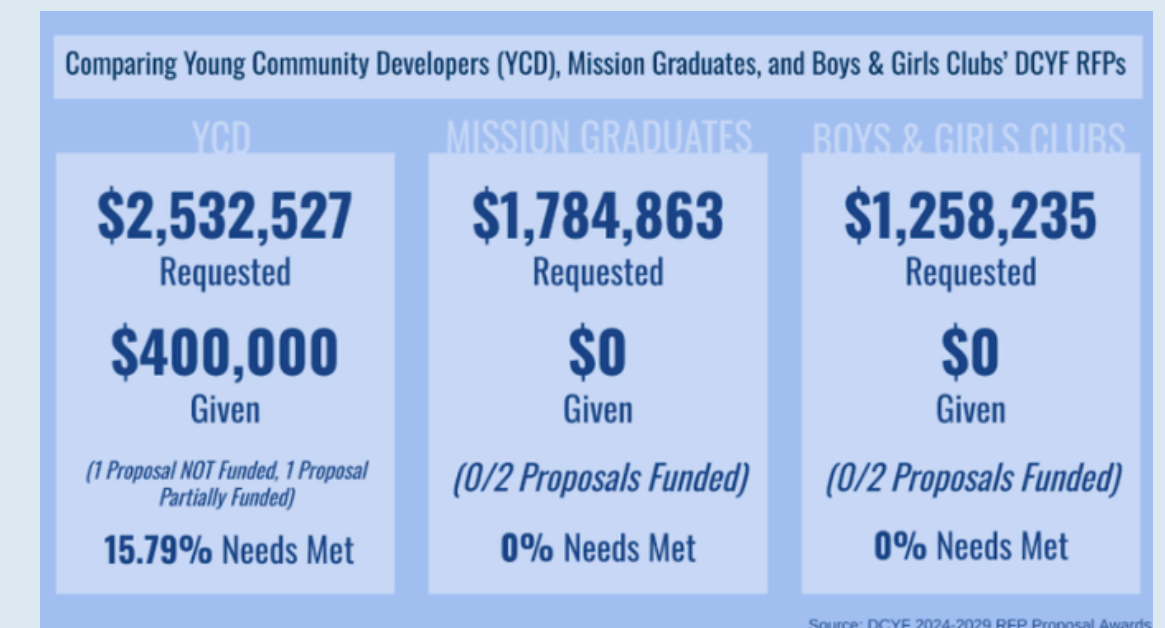 Comparing Young Community Developers (YCD), Mission Graduates, and Boys & Girls Clubs' DCYF RFPs
YCD
$2,532,527
Requested
$400,000
Given
(1 Proposal NOT Funded, 1 Proposal
Partially Funded)
15.79% Needs Met
MISSION GRADUATES
$1,784,863
Requested
$0
Given
(0/2 Proposals Funded)
0% Needs Met
BOYS & GIRLS CLUBS
$1,258,235
Requested
$0
Given
(0/2 Proposals Funded)
0% Needs Met
Source: DCYF 2024-2029 RFP Proposal Awards